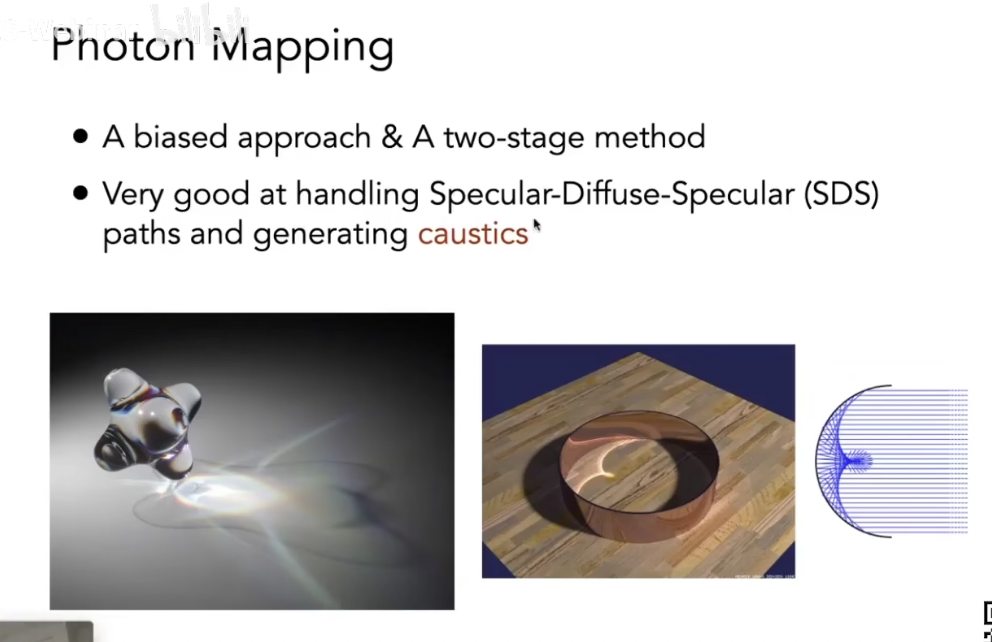 Photon Mapping
● A biased approach & A two-stage method
● Very good at handling Specular-Diffuse-Specular (SDS)
paths and generating caustics